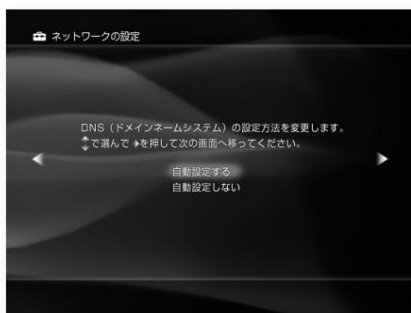 ネットワークの設定
DNS（ドメインネームシステム）の設定方法を変更します。
で選んで を押して次の画面へ移ってください。
自動設定する
自動設定しない